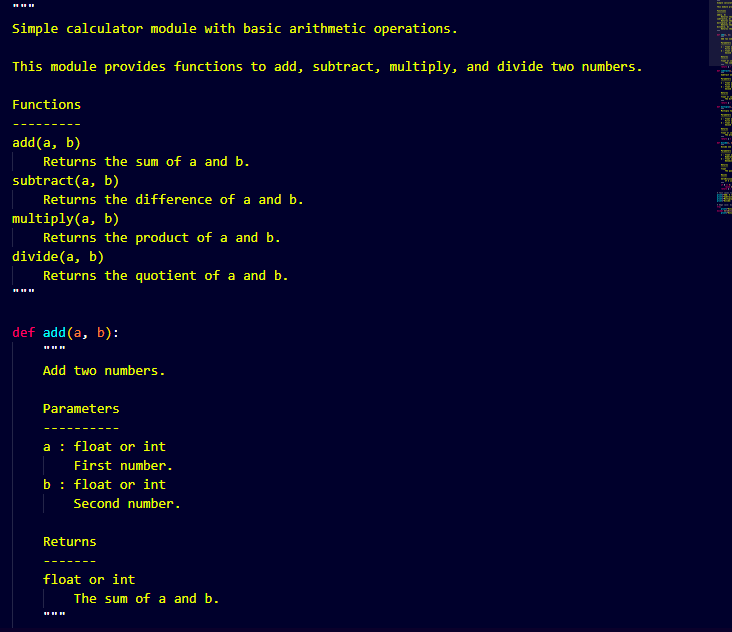 """
Simple calculator module with basic arithmetic operations.

This module provides functions to add, subtract, multiply, and divide two numbers.

Functions
---------
add(a, b)
    Returns the sum of a and b.
subtract(a, b)
    Returns the difference of a and b.
multiply(a, b)
    Returns the product of a and b.
divide(a, b)
    Returns the quotient of a and b.
"""

def add(a, b):
    """
    Add two numbers.

    Parameters
    ----------
    a : float or int
        First number.
    b : float or int
        Second number.

    Returns
    -------
    float or int
        The sum of a and b.
    """